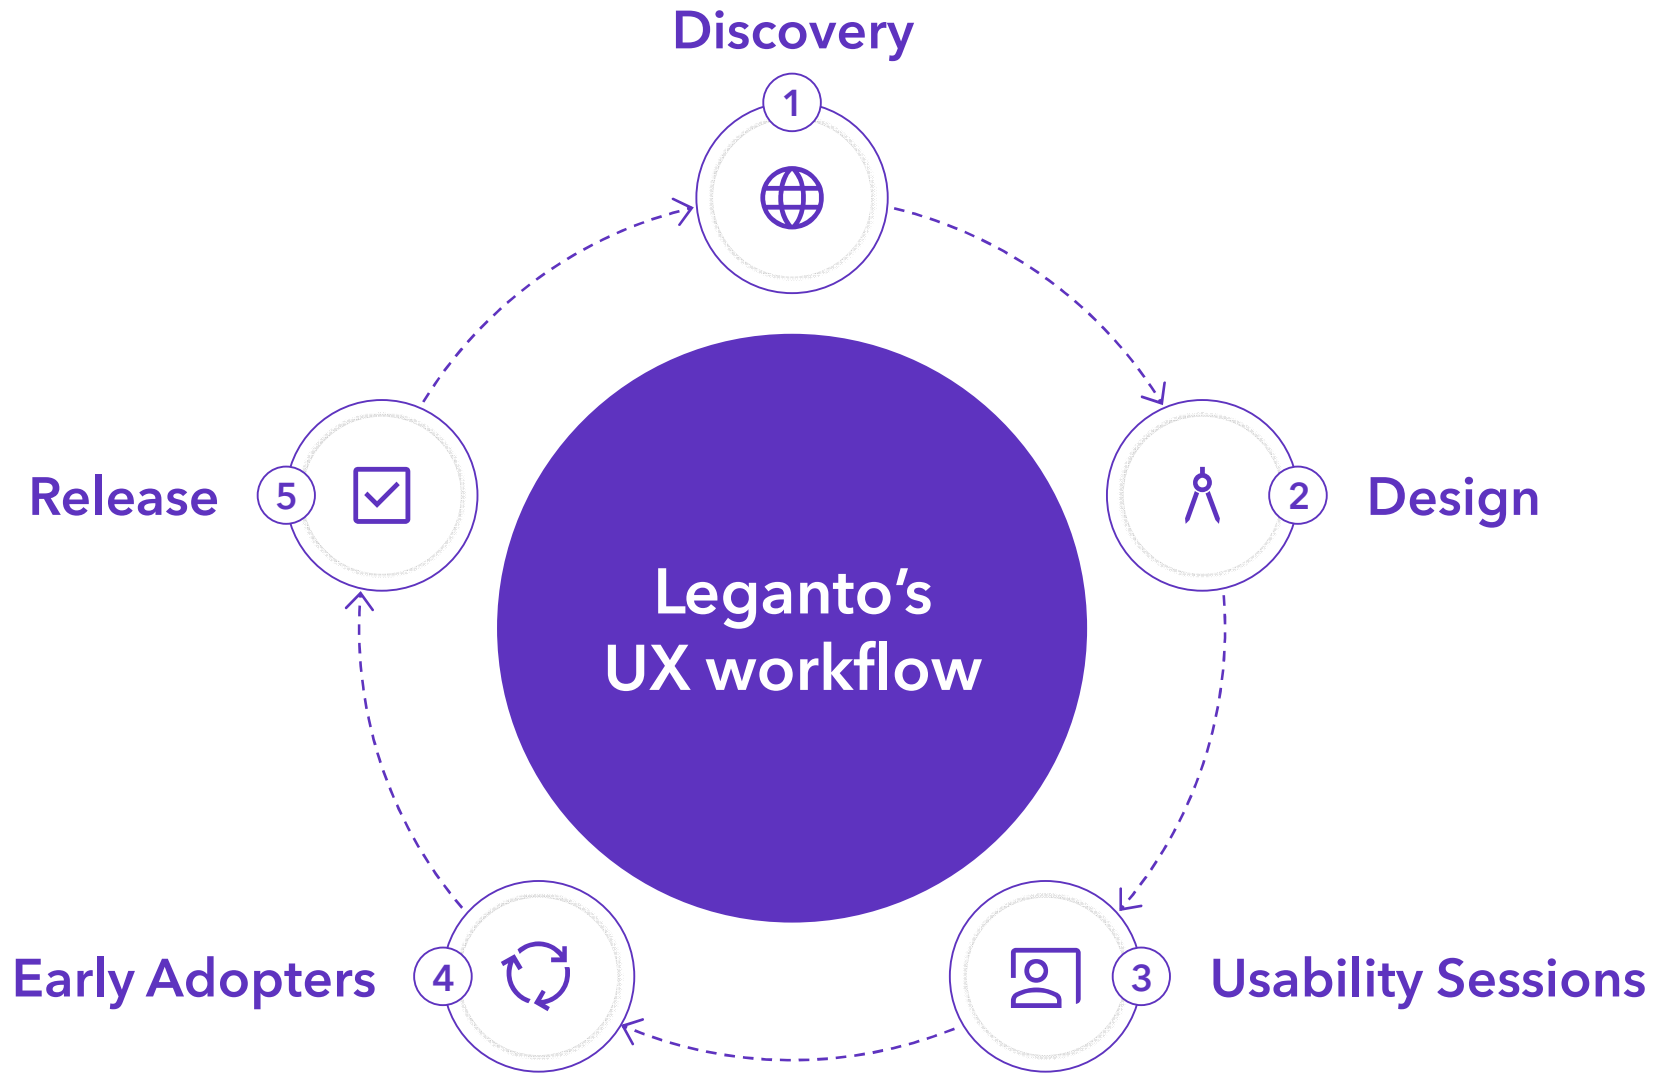 Discovery
1
2
Design
3
Usability Sessions
4
Early Adopters
5
Release
Leganto’s
UX workflow